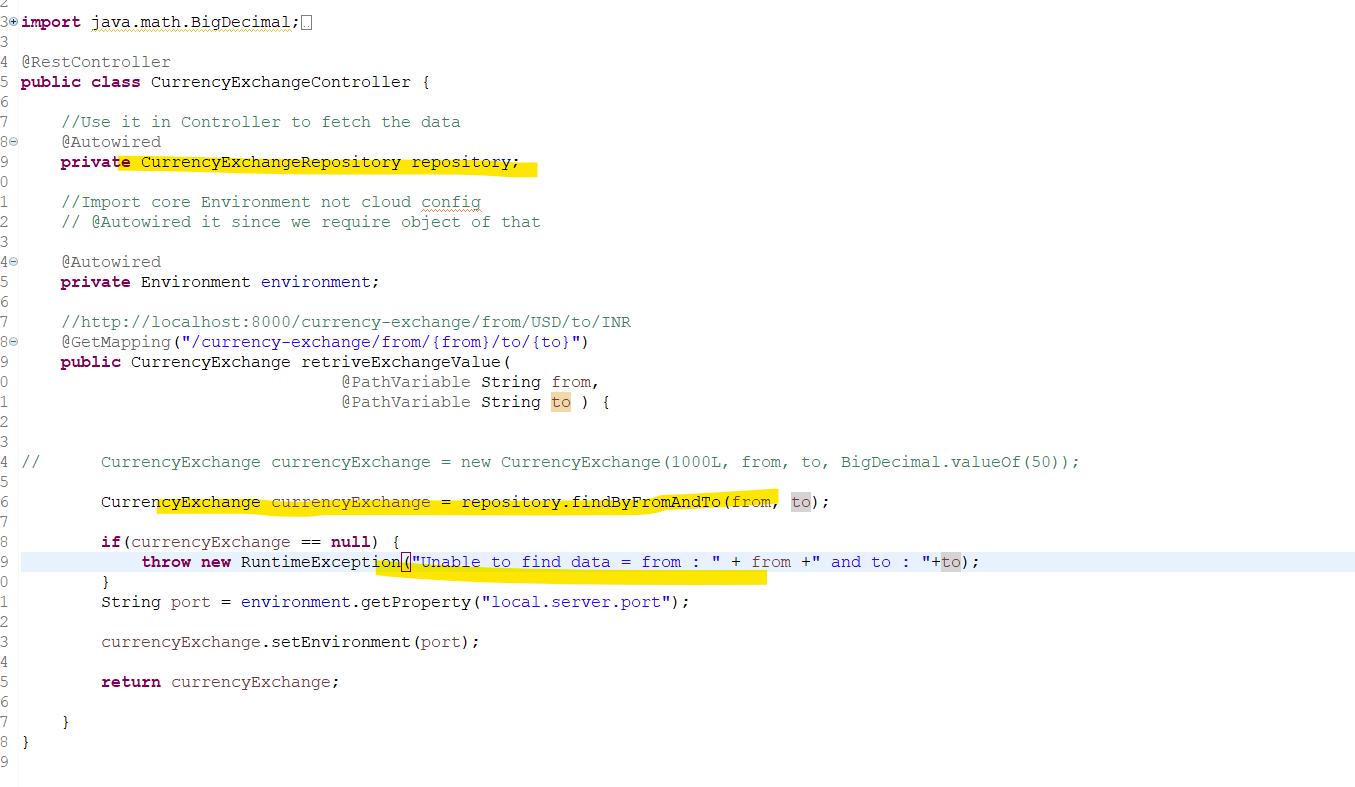 2
3 import java.math.BigDecimal;
3
4 @RestController
5 public class CurrencyExchangeController {
6
7 //Use it in Controller to fetch the data
8 @Autowired
9 private CurrencyExchangeRepository repository;
0
1 //Import core Environment not cloud config
2 // @Autowired it since we require object of that
3
4 @Autowired
5 private Environment environment;
6
7 //http://localhost:8000/currency-exchange/from/USD/to/INR
8 @GetMapping("/currency-exchange/from/{from}/to/{to}")
9 public CurrencyExchange retriveExchangeValue(
0 @PathVariable String from,
1 @PathVariable String to ) {
2
3
4 // CurrencyExchange currencyExchange = new CurrencyExchange(1000L, from, to, BigDecimal.valueOf(50));
5
6 CurrencyExchange currencyExchange = repository.findByFromAndTo(from, to);
7
8 if(currencyExchange == null) {
9 throw new RuntimeException("Unable to find data = from : " + from +" and to : "+to);
0 }
1 String port = environment.getProperty("local.server.port");
2
3 currencyExchange.setEnvironment(port);
4
5 return currencyExchange;
6
7 }
8 }
9